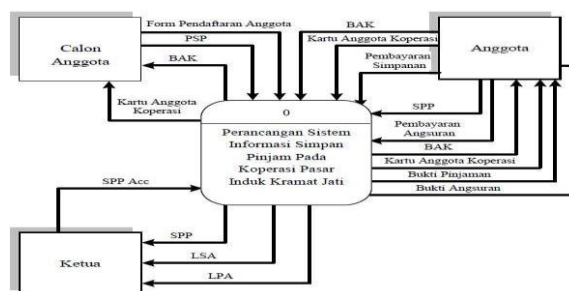 Form Pendaftaran Anggota
PSP
BAK
Kartu Anggota
Koperasi
Calon
Anggota
BAK
Kartu Anggota Koperasi
Pembayaran
Simpanan
Anggota
SPP
Pembayaran
Angsuran
BAK
Kartu Anggota Koperasi
Bukti Pinjaman
Bukti Angsuran
0
Perancangan Sistem
Informasi Simpan
Pinjam Pada
Koperasi Pasar
Induk Kramat Jati
SPP Acc
SPP
LSA
LPA
Ketua